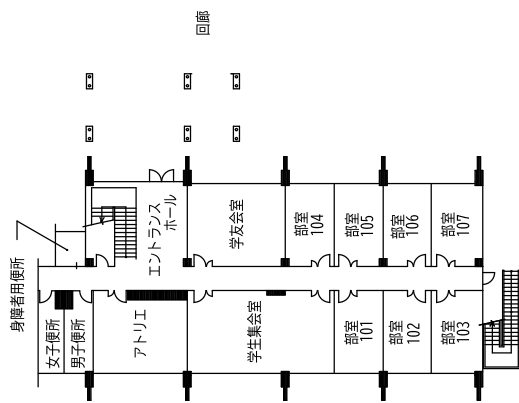 回廊
身障者用便所
女子便所
男子便所
エントランス
ホール
アトリエ
学友会室
学生集会室
部室
104
部室
105
部室
106
部室
107
部室
101
部室
102
部室
103